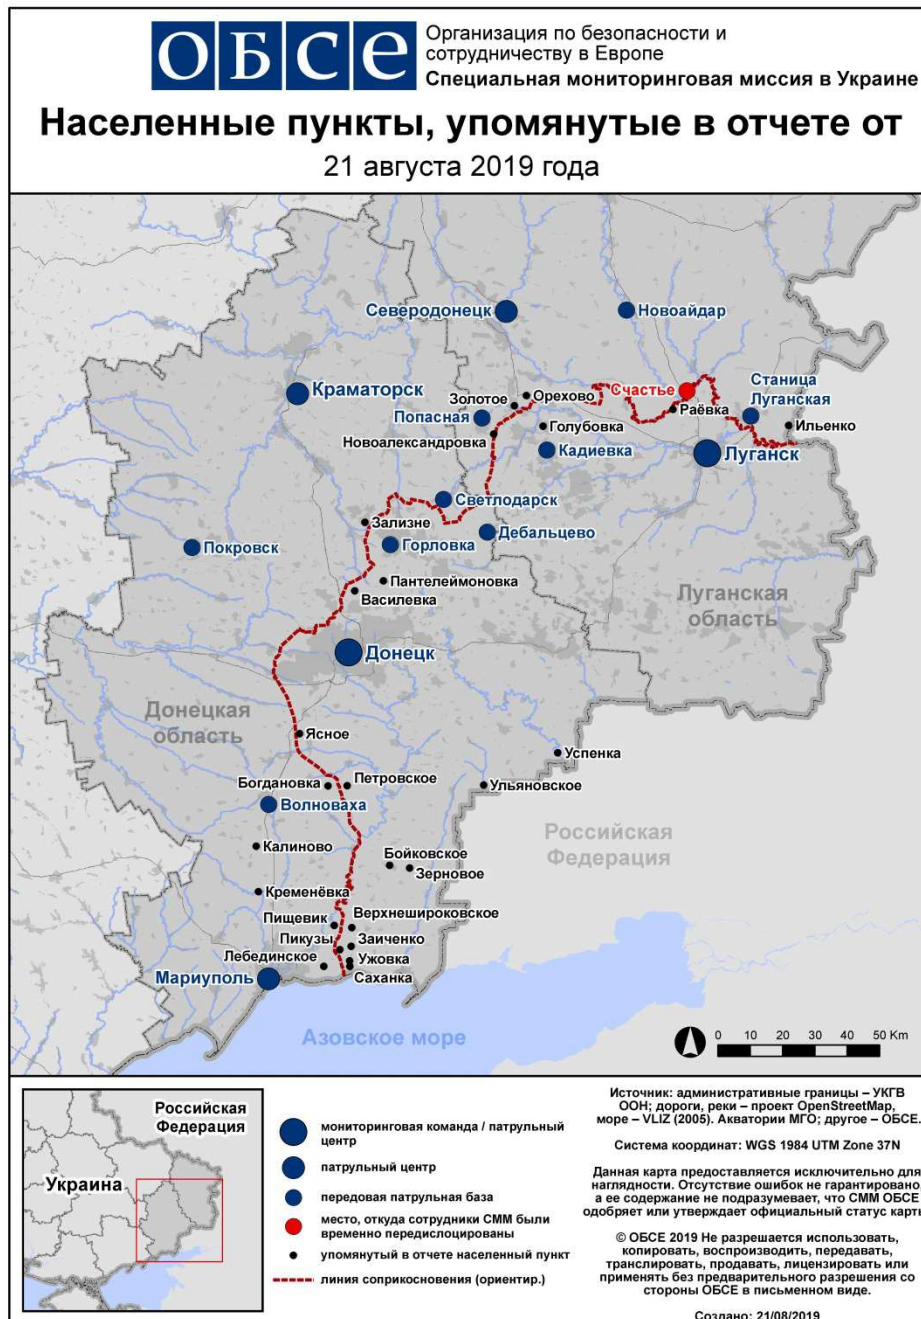 ОБСЕ
Организация по безопасности и
сотрудничеству в Европе
Специальная мониторинговая миссия в Украине
Населенные пункты, упомянутые в отчете от
21 августа 2019 года
Северодонецк
Новоайдар
Краматорск
Счастье
Станица
Луганская
Золотое
Орехово
Попасная
Раёвка
Голубовка
Ильенко
Новоалександровка
Кадиевка
Луганск
Светлодарск
Зализне
Дебальцево
Покровск
Горловка
Пантелеймоновка
Василевка
Луганская
область
Донецк
Донецкая
область
Ясное
Успенка
Богдановка
Петровское
Ульяновское
Волноваха
Российская
Федерация
Калиново
Бойковское
Зерновое
Кременёвка
Пищевик
Верхнешироковское
Пикузы
Заиченко
Лебединское
Ужовка
Мариуполь
Саханка
Азовское море
0 10 20 30 40 50 Km
Российская
Федерация
Украина
мониторинговая команда / патрульный
центр
патрульный центр
передовая патрульная база
место, откуда сотрудники СММ были
временно передислоцированы
упомянутый в отчете населенный пункт
линия соприкосновения (ориентир.)
Источник: административные границы – УКГВ
ООН; дороги, реки – проект OpenStreetMap,
море – VLIZ (2005). Акватории МГО; другое – ОБСЕ.
Система координат: WGS 1984 UTM Zone 37N
Данная карта предоставляется исключительно для
наглядности. Отсутствие ошибок не гарантировано,
а ее содержание не подразумевает, что СММ ОБСЕ
одобряет или утверждает официальный статус карты
© ОБСЕ 2019 Не разрешается использовать,
копировать, воспроизводить, передавать,
транслировать, продавать, лицензировать или
применять без предварительного разрешения со
стороны ОБСЕ в письменном виде.
Создано: 21/08/2019